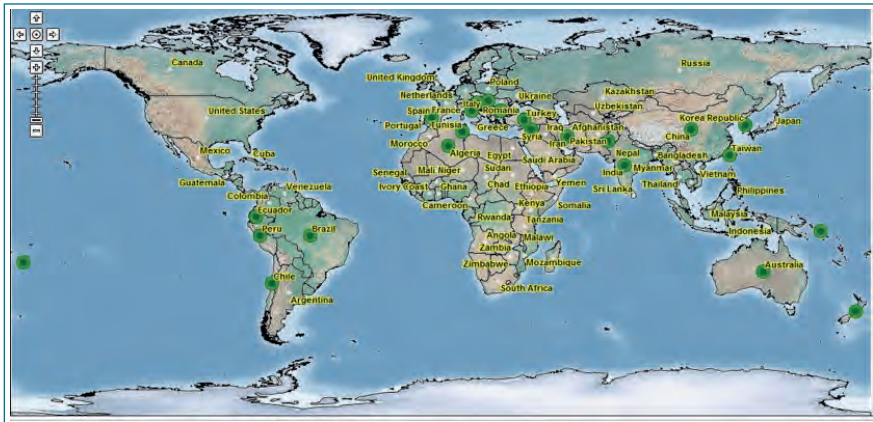 Canada
Russia
United Kingdom
Poland
Netherlands
Kazakhstan
Ukraine
United States
Spain France
Italy
Romania
Uzbekistan
Portugal
Tunisia
Greece
Turkey
Syria
Iraq
Afghanistan
Korea Republic
Japan
China
Morocco
Algeria
Egypt
Iran
Pakistan
Mexico
Cuba
Saudi Arabia
Nepal
Bangladesh
Taiwan
Senegal
Mali Niger
Sudan
India
Myanmar
Vietnam
Guatemala
Venezuela
Ivory Coast
Ghana
Chad
Ethiopia
Yemen
Sri Lanka
Thailand
Philippines
Colombia
Cameroon
Kenya
Somalia
Ecuador
Rwanda
Tanzania
Malaysia
Peru
Brazil
Angola
Malawi
Indonesia
Zambia
Zimbabwe
Mozambique
Australia
Chile
South Africa
Argentina